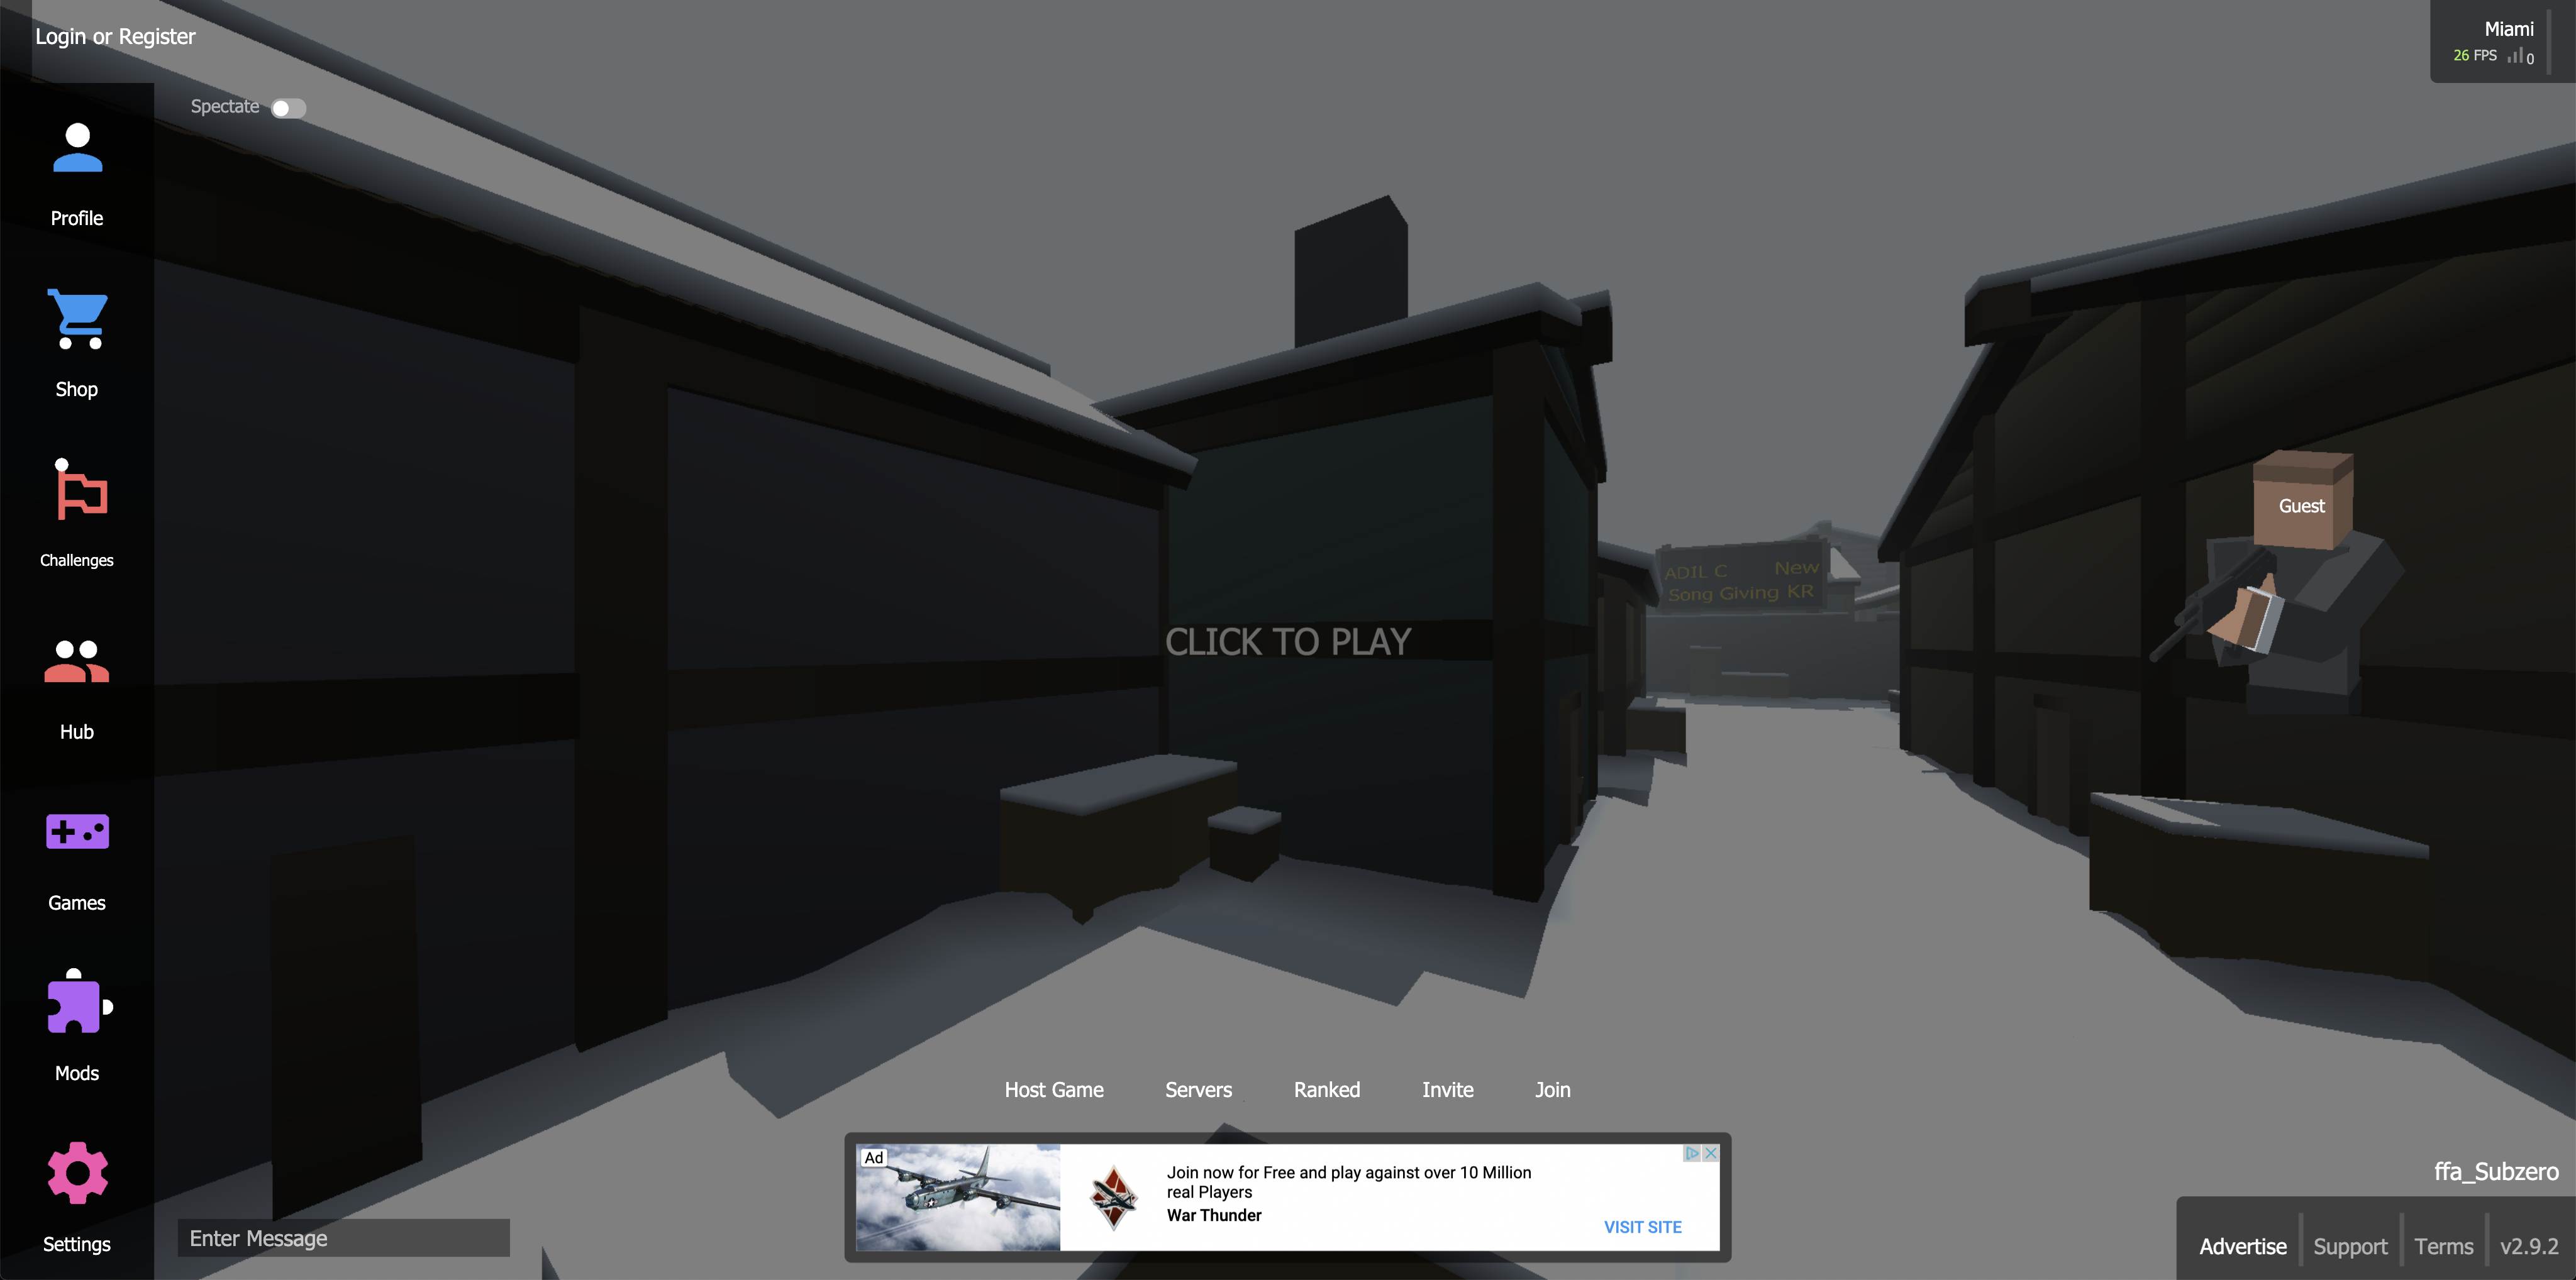 Login or Register
Miami
26 FPS 0
Spectate
Profile
Shop
Challenges
Hub
Games
Mods
Settings
Guest
ADIL C New
Song Giving KR
CLICK TO PLAY
Host Game Servers Ranked Invite Join
Ad
Join now for Free and play against over 10 Million
real Players
War Thunder
VISIT SITE
Enter Message
ffa_Subzero
Advertise Support Terms v2.9.2